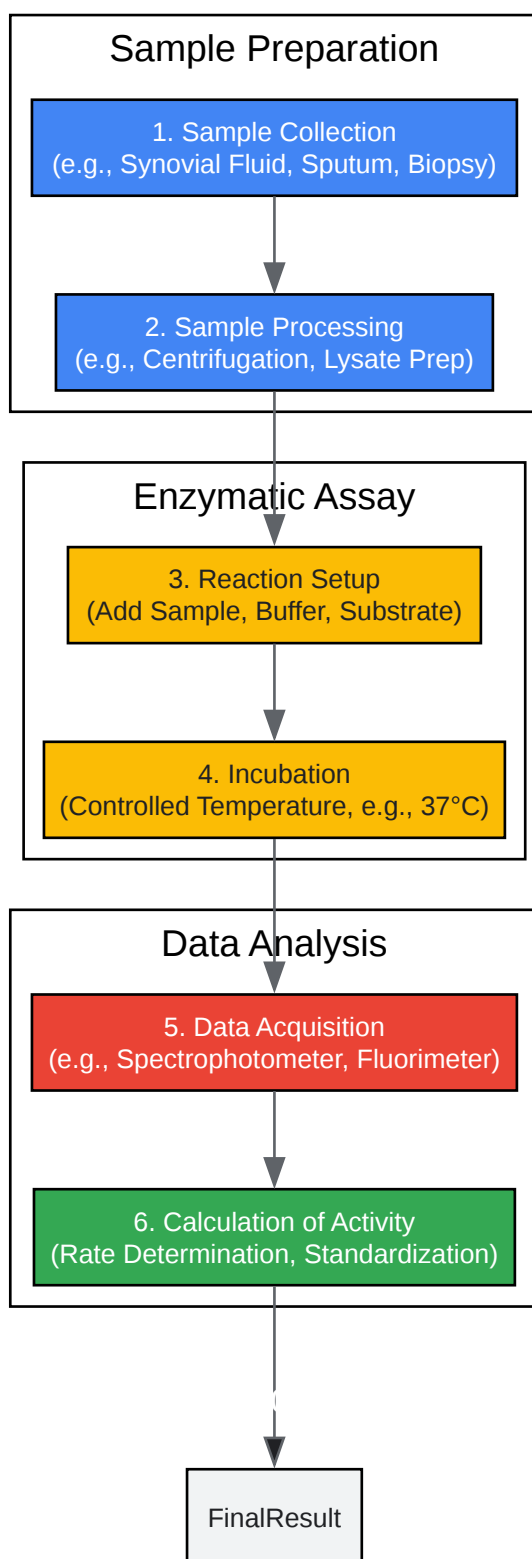 Sample Preparation
1. Sample Collection
(e.g., Synovial Fluid, Sputum, Biopsy)
2. Sample Processing
(e.g., Centrifugation, Lysate Prep)
Enzymatic Assay
3. Reaction Setup
(Add Sample, Buffer, Substrate)
4. Incubation
(Controlled Temperature, e.g., 37°C)
Data Analysis
5. Data Acquisition
(e.g., Spectrophotometer, Fluorimeter)
6. Calculation of Activity
(Rate Determination, Standardization)
FinalResult